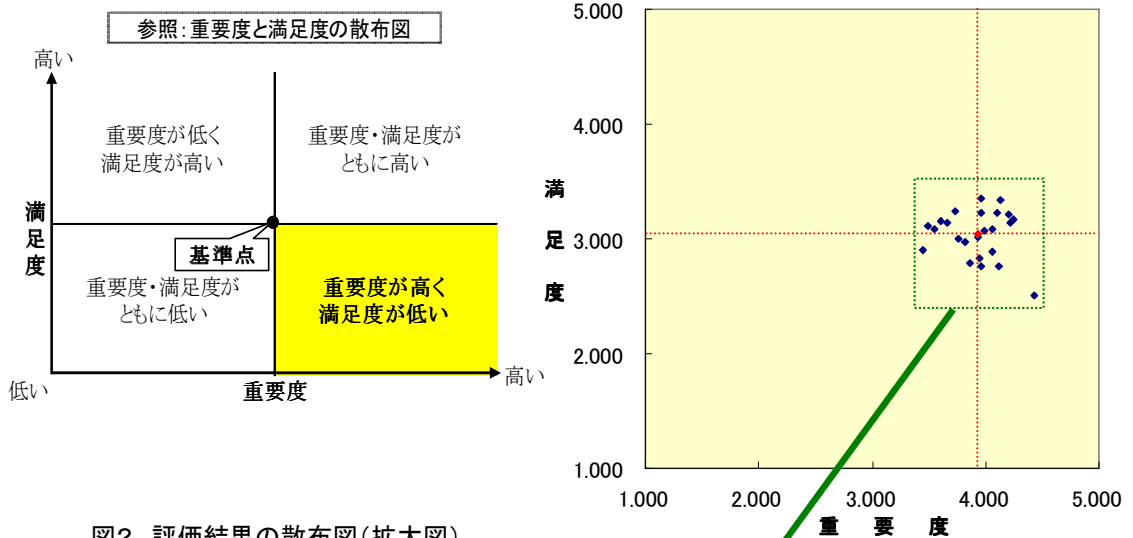 参照：重要度と満足度の散布図
高い
重要度が低く
満足度が高い
重要度・満足度が
ともに高い
満足度
基準点
重要度・満足度が
ともに低い
重要度が高く
満足度が低い
低い
重要度
高い
5.000
4.000
3.000
2.000
1.000
満足度
1.000 2.000 3.000 4.000 5.000
重要度
図2 評価結果の散布図（拡大図）